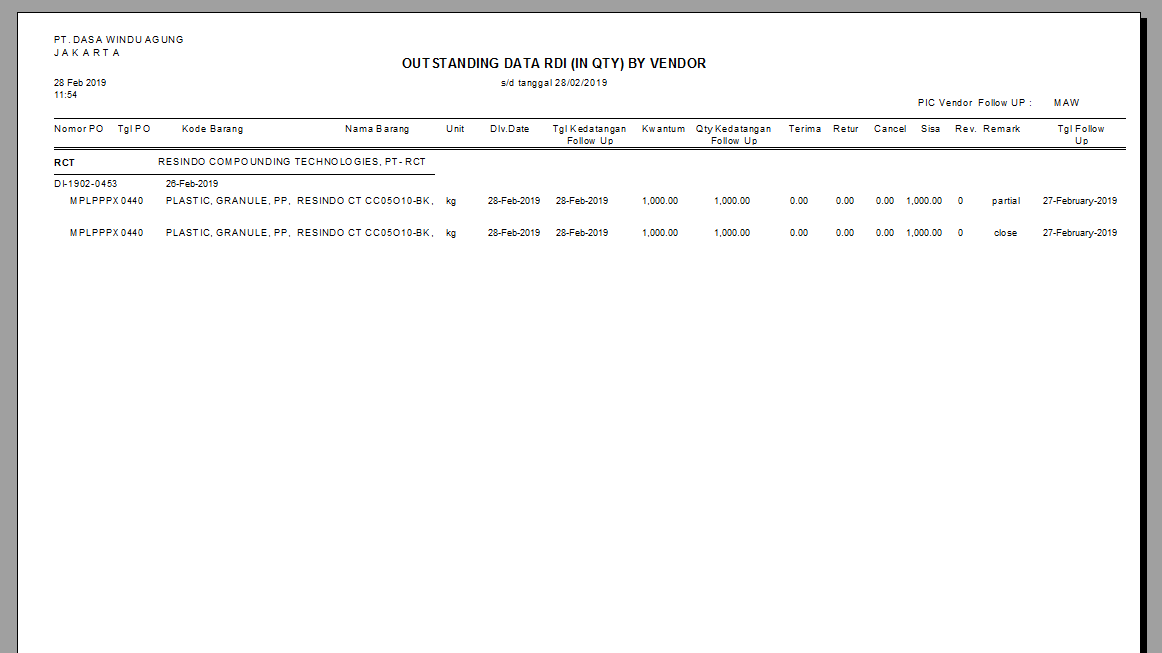 PT. DASA WINDU AGUNG
J A K A R T A
OUTSTANDING DATA RDI (IN QTY) BY VENDOR
28 Feb 2019 s/d tanggal 28/02/2019
11:54
PIC Vendor Follow UP : MAW
Nomor PO Tgl PO Kode Barang Nama Barang Unit Dlv.Date Tgl Kedatangan Kwantum Qty Kedatangan Terima Retur Cancel Sisa Rev. Remark Tgl Follow
Follow Up Follow Up Up
RCT RESINDO COMPOUNDING TECHNOLOGIES, PT - RCT
DI-1902-0453 26-Feb-2019
MPLPPPX0440 PLASTIC, GRANULE, PP, RESINDO CT CC05O10-BK, kg 28-Feb-2019 28-Feb-2019 1,000.00 1,000.00 0.00 0.00 0.00 1,000.00 0 partial 27-February-2019
MPLPPPX0440 PLASTIC, GRANULE, PP, RESINDO CT CC05O10-BK, kg 28-Feb-2019 28-Feb-2019 1,000.00 1,000.00 0.00 0.00 0.00 1,000.00 0 close 27-February-2019